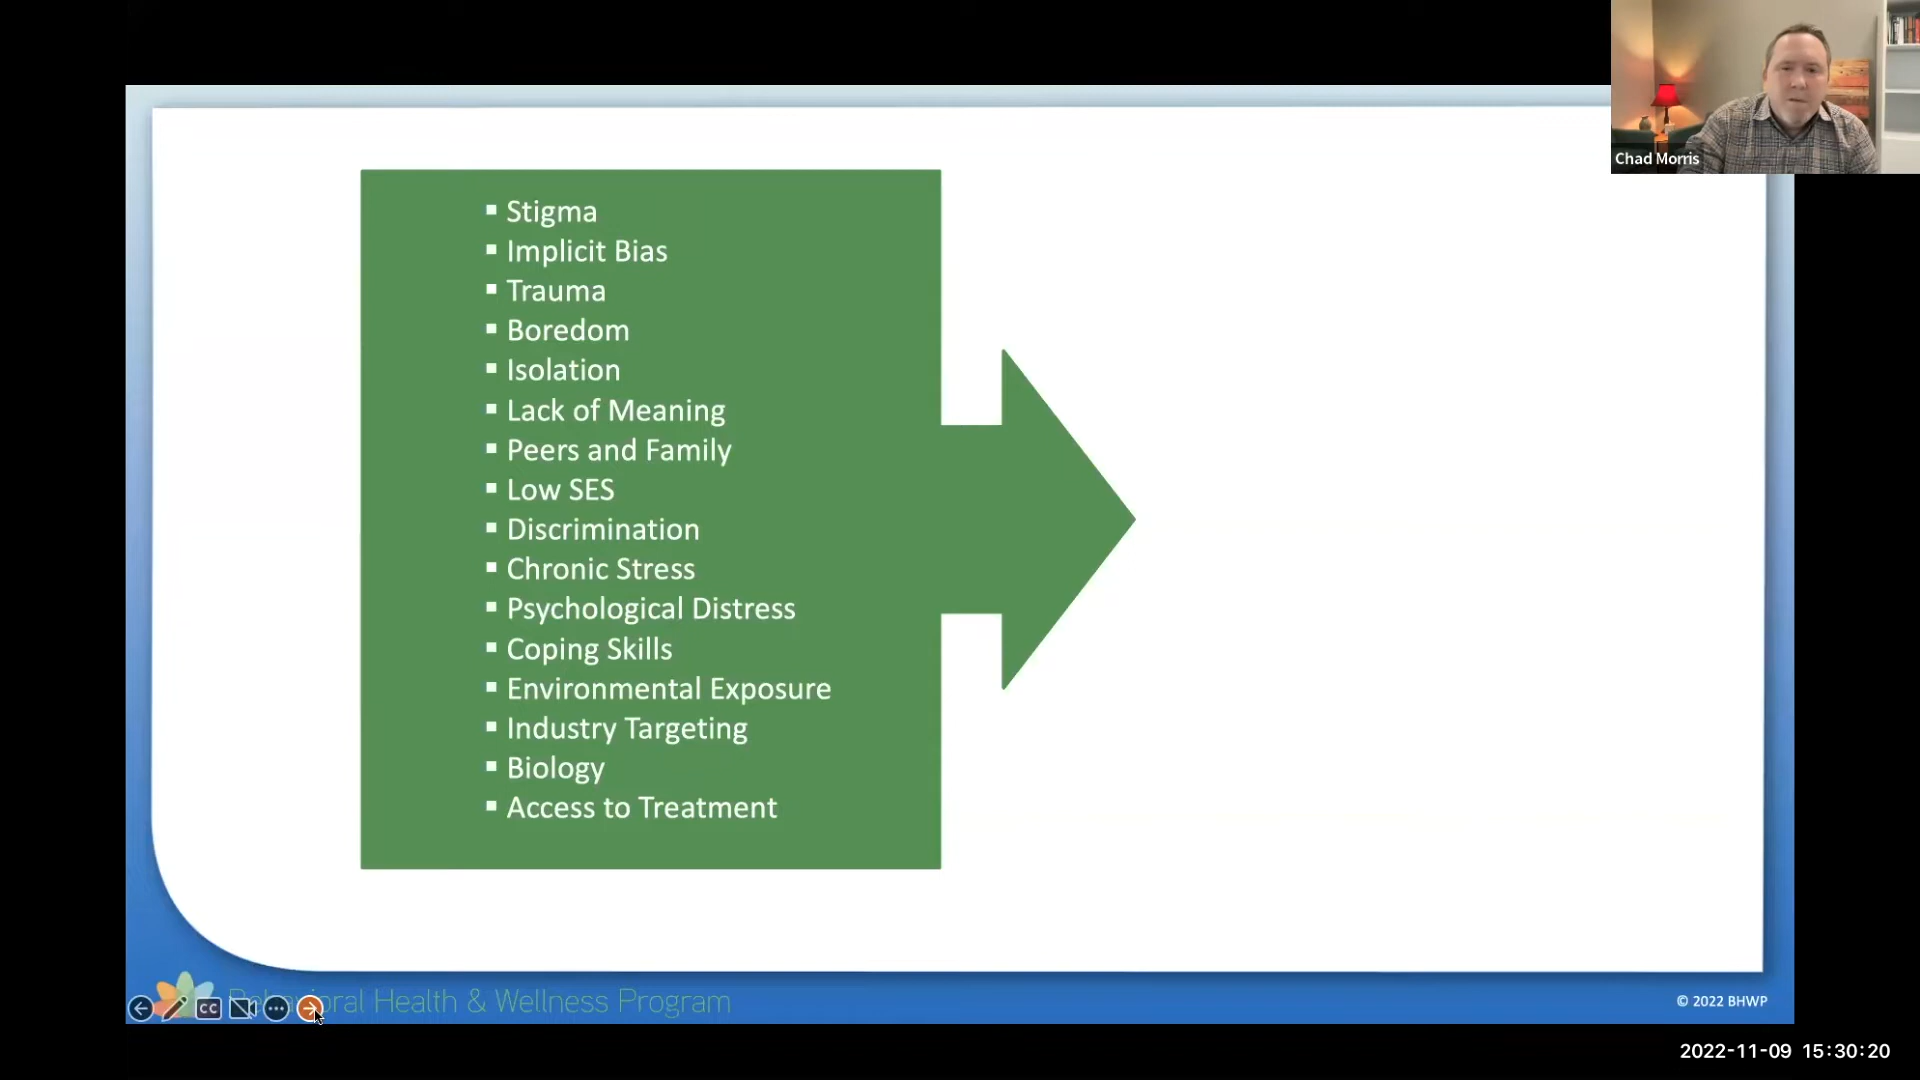 Chad Morris
Stigma
Implicit Bias
Trauma
Boredom
Isolation
Lack of Meaning
Peers and Family
Low SES
Discrimination
Chronic Stress
Psychological Distress
Coping Skills
Environmental Exposure
Industry Targeting
Biology
Access to Treatment
CC
Behavioral Health & Wellness Program
© 2022 BHWP
2022-11-09 15:30:20